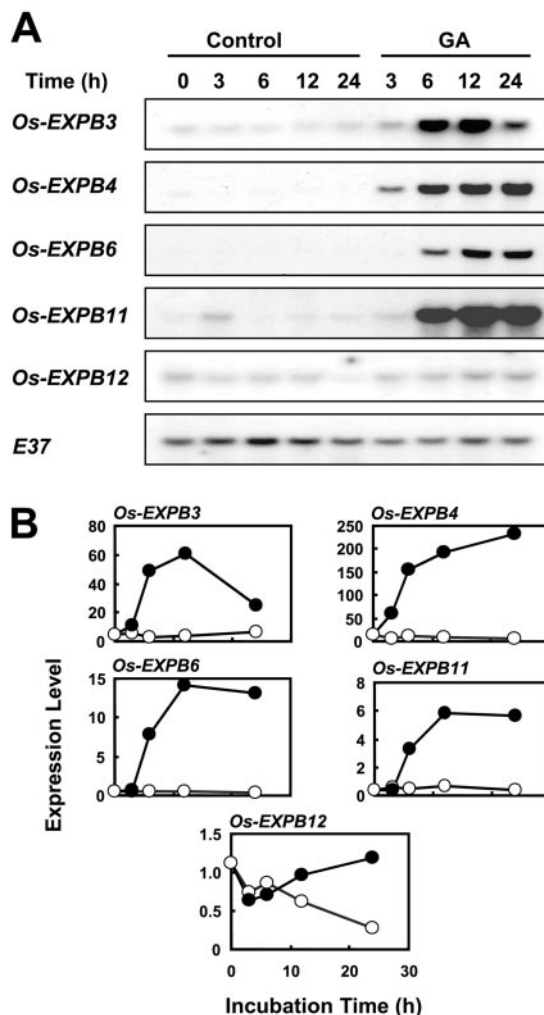 A
Control GA
Time (h) 0 3 6 12 24 3 6 12 24
Os-EXPB3
Os-EXPB4
Os-EXPB6
Os-EXPB11
Os-EXPB12
E37
B
Os-EXPB3 Os-EXPB4
80 60 40 20 0
250 200 150 100 50 0
Os-EXPB6 Os-EXPB11
15 10 5 0
8 6 4 2 0
Expression Level
Os-EXPB12
1.5
1.0
0.5
0
0 10 20 30
Incubation Time (h)